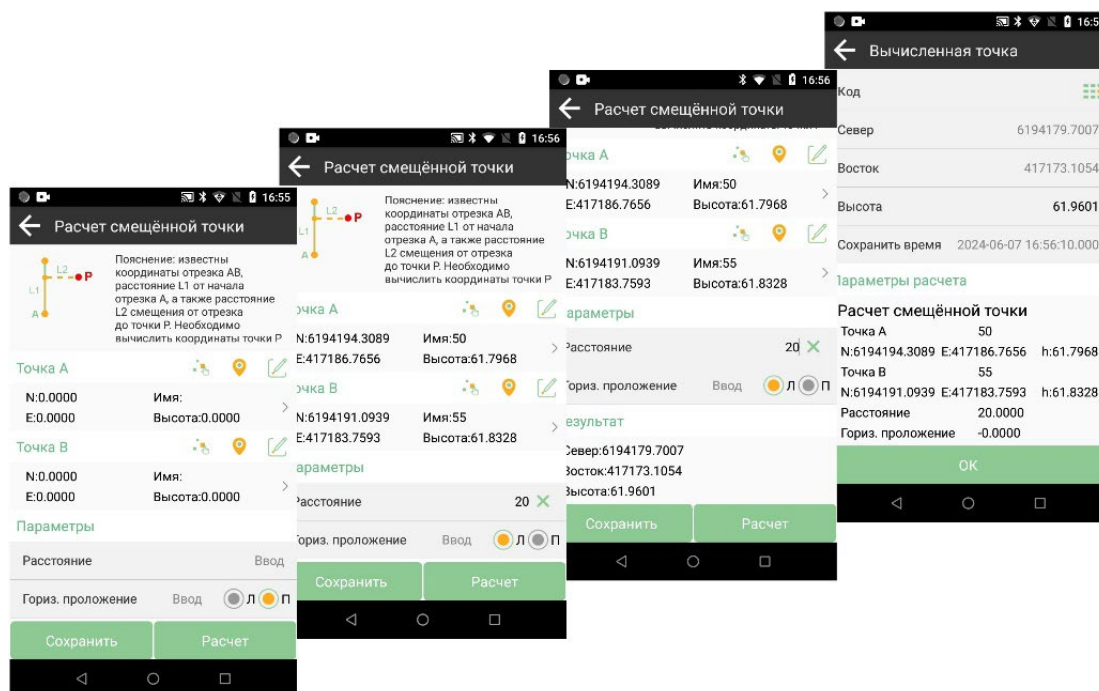 16:55
Расчет смещённой точки
L2
P
L1
A
Пояснение: известны
координаты отрезка AB,
расстояние L1 от начала
отрезка A, а также расстояние
L2 смещения от отрезка
до точки P. Необходимо
вычислить координаты точки P
Точка A
N:0.0000 Имя:
E:0.0000 Высота:0.0000
Точка B
N:0.0000 Имя:
E:0.0000 Высота:0.0000
Параметры
Расстояние Ввод
Гориз. проложение Ввод Л П
Сохранить Расчет
16:56
Расчет смещённой точки
L2
P
L1
A
Пояснение: известны
координаты отрезка AB,
расстояние L1 от начала
отрезка A, а также расстояние
L2 смещения от отрезка
до точки P. Необходимо
вычислить координаты точки P
очка A
N:6194194.3089 Имя:50
E:417186.7656 Высота:61.7968
очка B
N:6194191.0939 Имя:55
E:417183.7593 Высота:61.8328
араметры
Расстояние 20
Гориз. проложение Ввод Л П
Сохранить Расчет
16:56
Расчет смещённой точки
очка A
N:6194194.3089 Имя:50
E:417186.7656 Высота:61.7968
очка B
N:6194191.0939 Имя:55
E:417183.7593 Высота:61.8328
араметры
Расстояние 20
Гориз. проложение Ввод Л П
езультат
Север:6194179.7007
Восток:417173.1054
Высота:61.9601
Сохранить Расчет
16:5
Вычисленная точка
Код
Север 6194179.7007
Восток 417173.1054
Высота 61.9601
Сохранить время 2024-06-07 16:56:10.000
Параметры расчета
Расчет смещённой точки
Точка A 50
N:6194194.3089 E:417186.7656 h:61.7968
Точка B 55
N:6194191.0939 E:417183.7593 h:61.8328
Расстояние 20.0000
Гориз. проложение -0.0000
OK